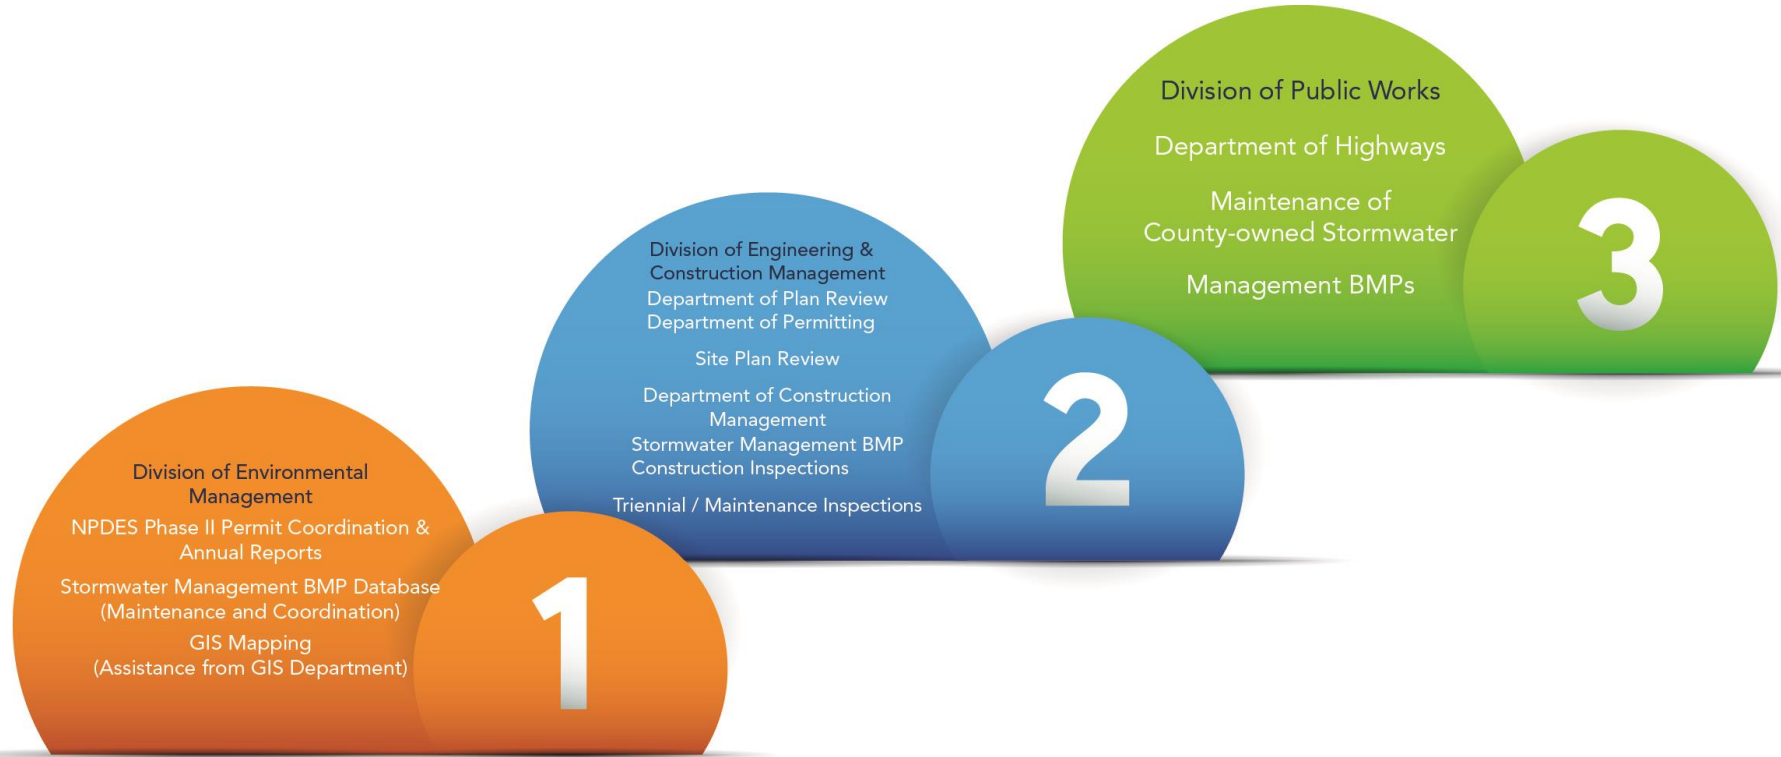 Division of Environmental
Management
NPDES Phase II Permit Coordination &
Annual Reports
Stormwater Management BMP Database
(Maintenance and Coordination)
GIS Mapping
(Assistance from GIS Department)
1
Division of Engineering &
Construction Management
Department of Plan Review
Department of Permitting
Site Plan Review
Department of Construction
Management
Stormwater Management BMP
Construction Inspections
Triennial / Maintenance Inspections
2
Division of Public Works
Department of Highways
Maintenance of
County-owned Stormwater
Management BMPs
3